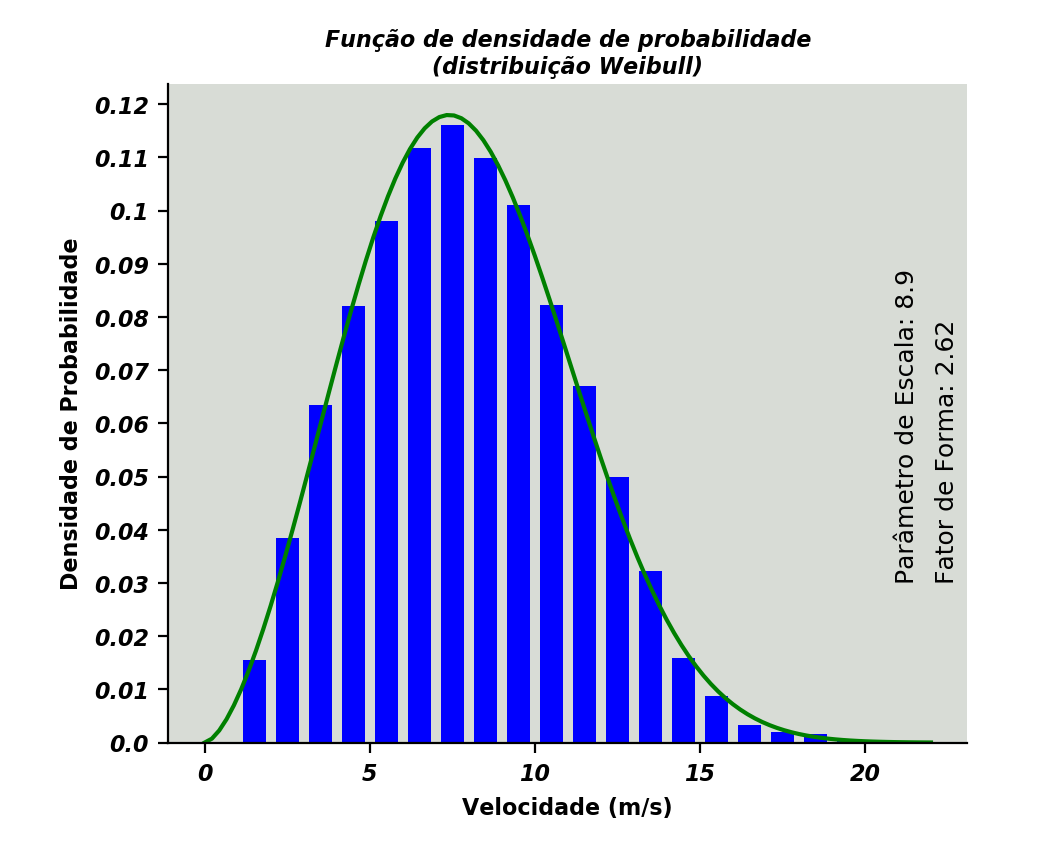 Função de densidade de probabilidade
(distribuição Weibull)
Densidade de Probabilidade
0.12
0.11
0.1
0.09
0.08
0.07
0.06
0.05
0.04
0.03
0.02
0.01
0.0
Parâmetro de Escala: 8.9
Fator de Forma: 2.62
0 5 10 15 20
Velocidade (m/s)